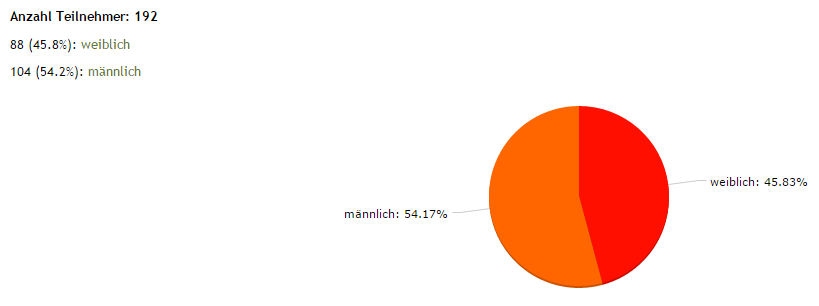 Anzahl Teilnehmer: 192
88 (45.8%): weiblich
104 (54.2%): männlich
weiblich: 45.83%
männlich: 54.17%